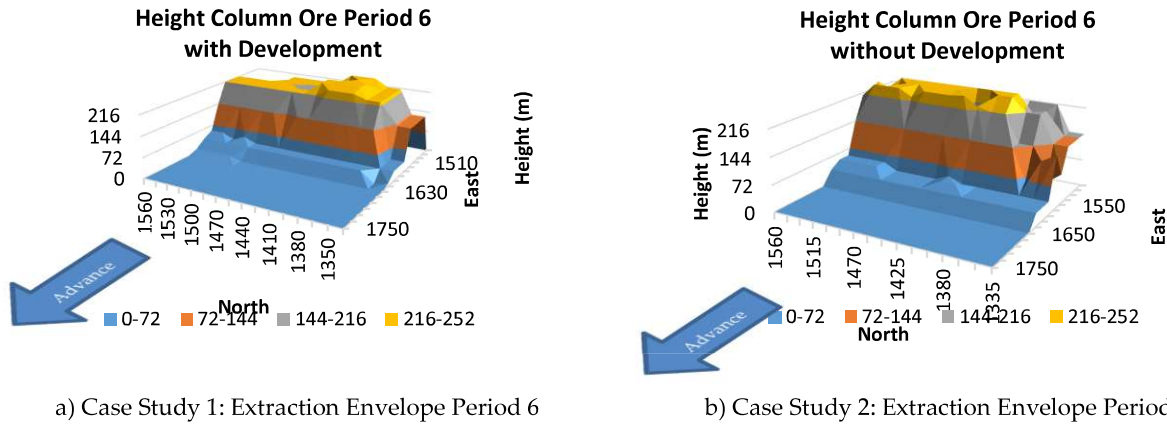 Height Column Ore Period 6
with Development
216
144
72
0
1560
1530
1500
1470
1440
1410
1380
1350
1510
1630
1750
East
Height (m)
North
Advance
0-72 72-144 144-216 216-252
a) Case Study 1: Extraction Envelope Period 6
Height Column Ore Period 6
without Development
Height (m)
216
144
72
0
1560
1515
1470
1425
1380
1335
1550
1650
1750
East
Advance
0-72 72-144 144-216 216-252
North
b) Case Study 2: Extraction Envelope Period